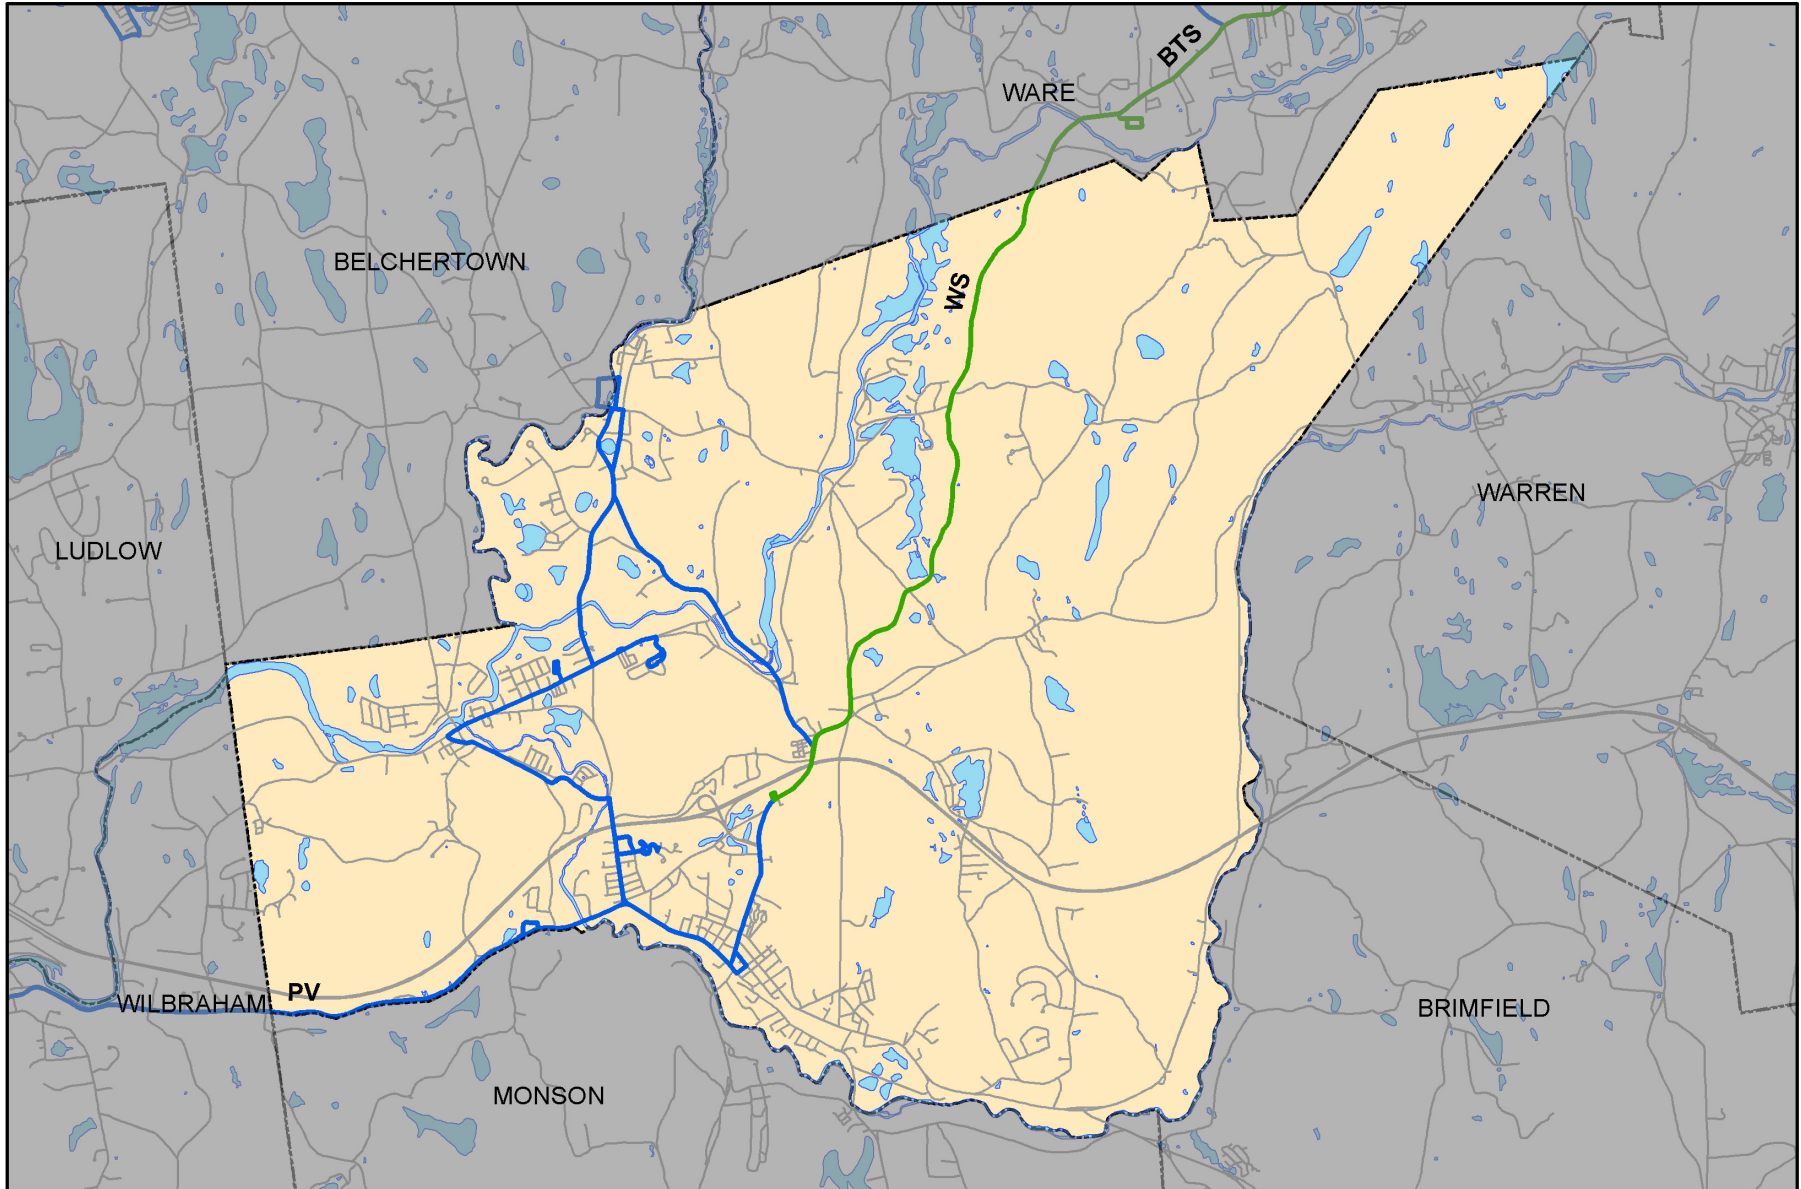 BTS
WARE
BELCHERTOWN
WS
WARREN
LUDLOW
PV
WILBRAHAM
BRIMFIELD
MONSON